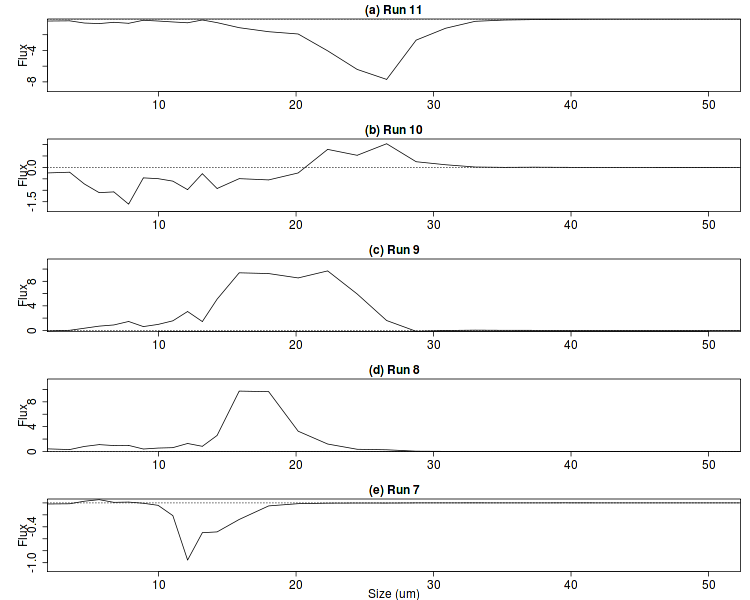 (a) Run 11
Flux
-4
-8
10 20 30 40 50
(b) Run 10
Flux
0.0
-1.5
10 20 30 40 50
(c) Run 9
Flux
8
4
0
10 20 30 40 50
(d) Run 8
Flux
8
4
0
10 20 30 40 50
(e) Run 7
Flux
-0.4
-1.0
10 20 30 40 50
Size (um)